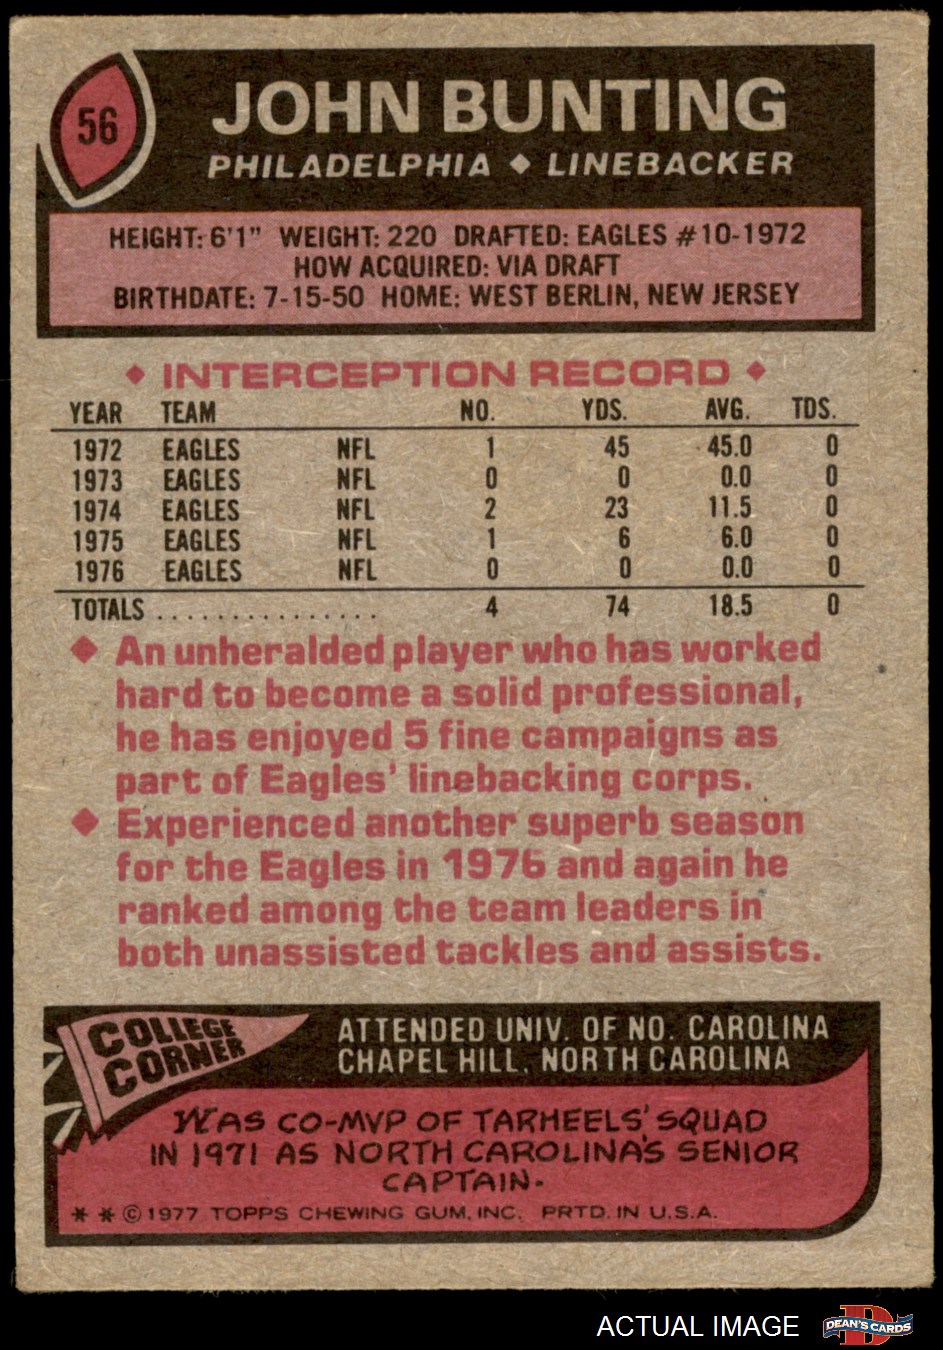 56
JOHN BUNTING
PHILADELPHIA ◆ LINEBACKER
HEIGHT: 6'1" WEIGHT: 220 DRAFTED: EAGLES #10-1972
HOW ACQUIRED: VIA DRAFT
BIRTHDATE: 7-15-50 HOME: WEST BERLIN, NEW JERSEY
◆ INTERCEPTION RECORD ◆
YEAR TEAM NO. YDS. AVG. TDS.
1972 EAGLES NFL 1 45 45.0 0
1973 EAGLES NFL 0 0 0.0 0
1974 EAGLES NFL 2 23 11.5 0
1975 EAGLES NFL 1 6 6.0 0
1976 EAGLES NFL 0 0 0.0 0
TOTALS . . . . . . . . . . . . . . . . 4 74 18.5 0
◆ An unheralded player who has worked
hard to become a solid professional,
he has enjoyed 5 fine campaigns as
part of Eagles' linebacking corps.
◆ Experienced another superb season
for the Eagles in 1976 and again he
ranked among the team leaders in
both unassisted tackles and assists.
COLLEGE
CORNER
ATTENDED UNIV. OF NO. CAROLINA
CHAPEL HILL, NORTH CAROLINA
WAS CO-MVP OF TARHEELS' SQUAD
IN 1971 AS NORTH CAROLINA'S SENIOR
CAPTAIN.
* * © 1977 TOPPS CHEWING GUM, INC. PRTD. IN U.S.A.
ACTUAL IMAGE
D
DEAN'S CARDS